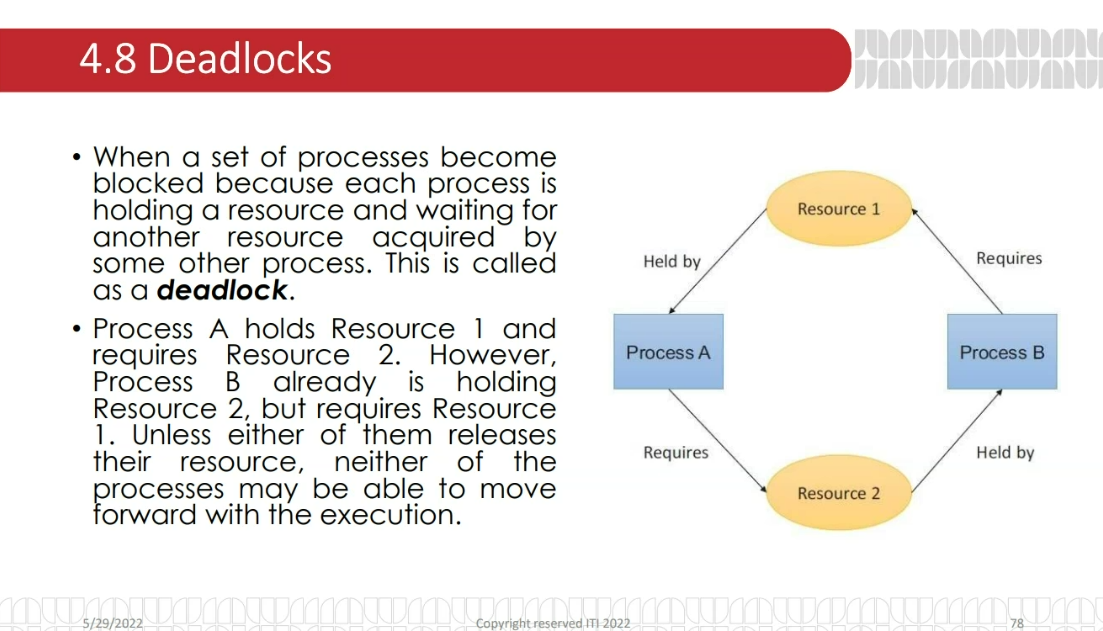 4.8 Deadlocks
• When a set of processes become
blocked because each process is
holding a resource and waiting for
another resource acquired by
some other process. This is called
as a deadlock.
• Process A holds Resource 1 and
requires Resource 2. However,
Process B already is holding
Resource 2, but requires Resource
1. Unless either of them releases
their resource, neither of the
processes may be able to move
forward with the execution.
Resource 1
Held by
Requires
Process A
Process B
Requires
Held by
Resource 2
5/29/2022
Copyright reserved ITI 2022
78